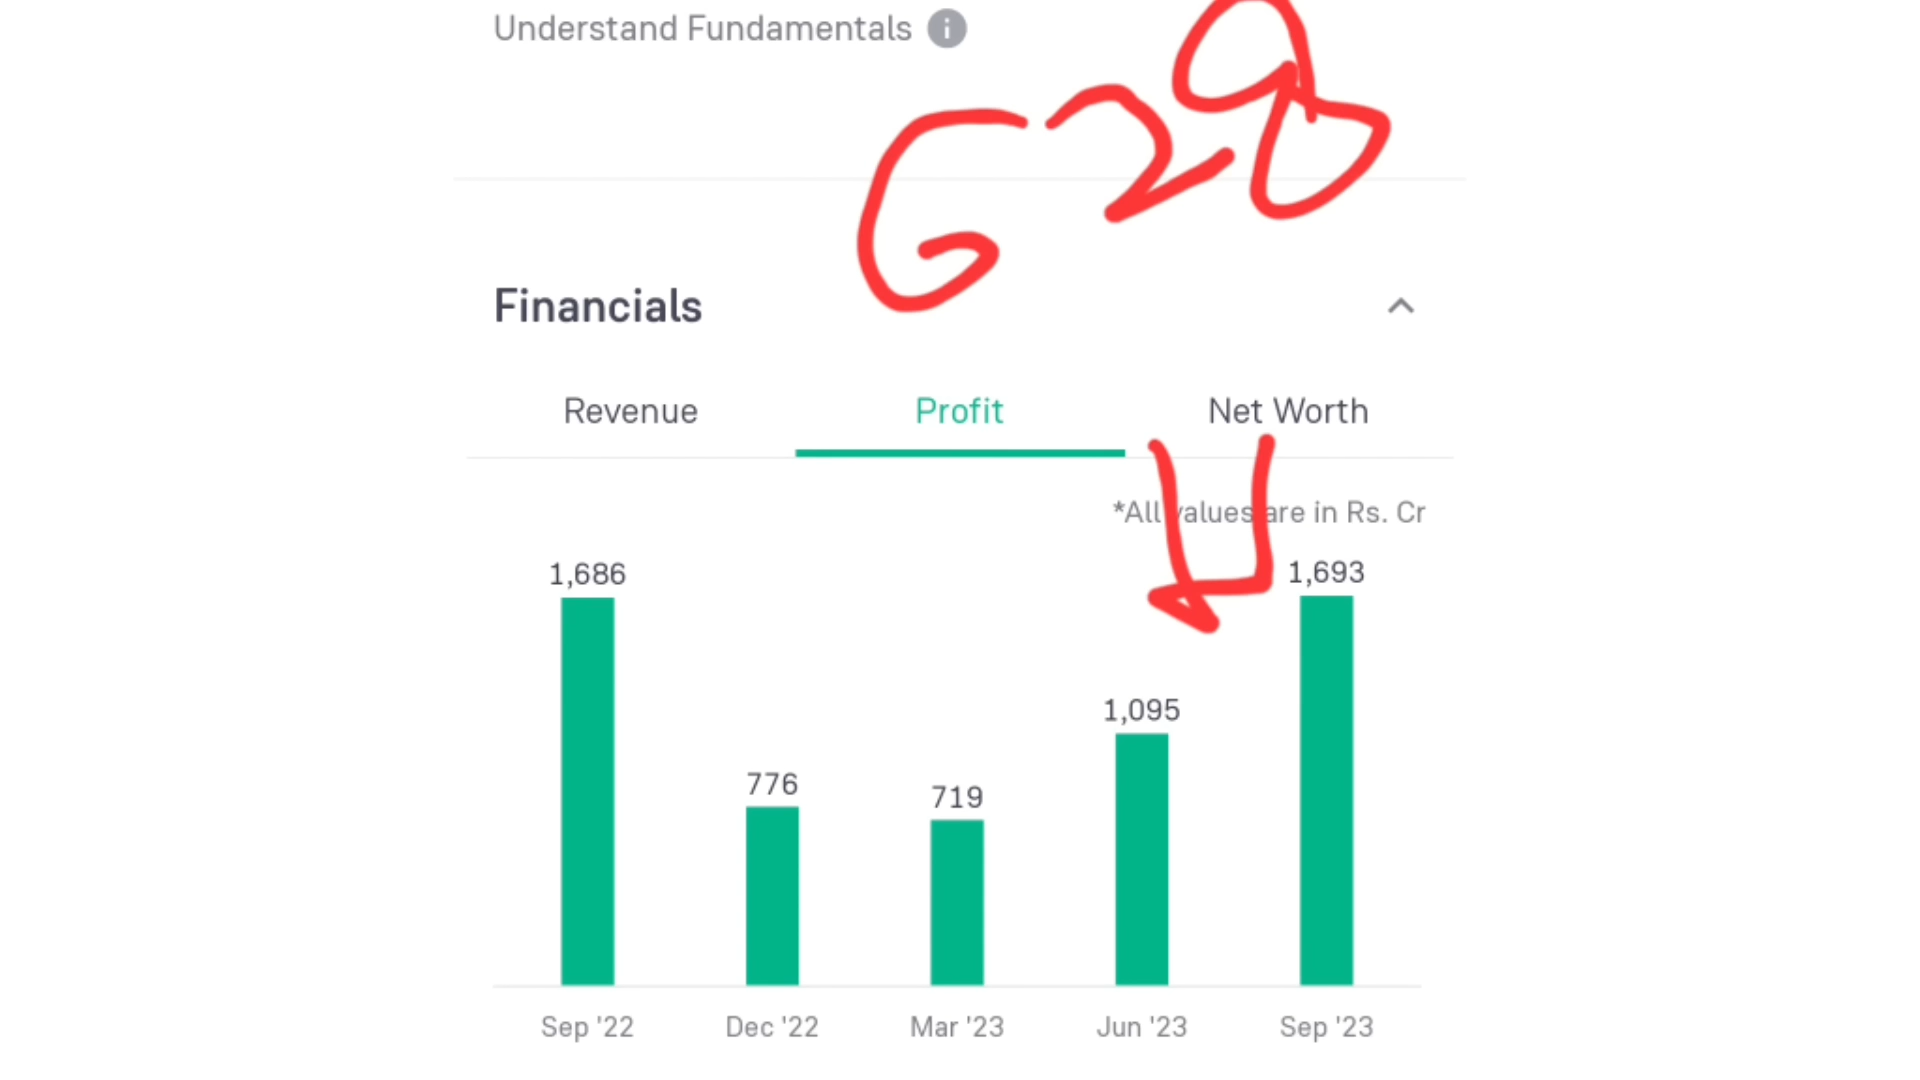 Understand Fundamentals
Financials
Revenue Profit Net Worth
*All values are in Rs. Cr
1,686 776 719 1,095 1,693
Sep '22 Dec '22 Mar '23 Jun '23 Sep '23